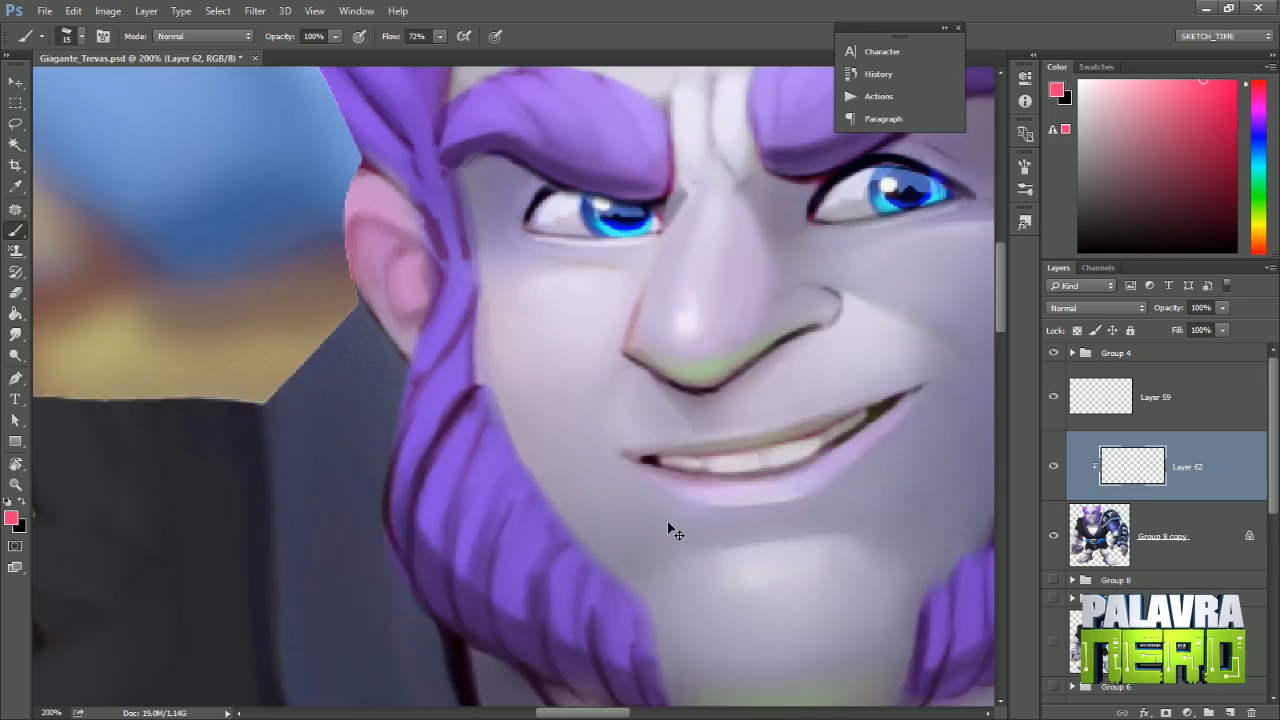 Ps File Edit Image Layer Type Select Filter 3D View Window Help
15 Mode: Normal Opacity: 100% Flow: 72% SKETCH_TIME
Giagante_Trevas.psd @ 200% (Layer 62, RGB/8) *
Character
History
Actions
Paragraph
Color Swatches
Layers Channels
Kind
Normal Opacity: 100%
Lock: Fill: 100%
Group 4
Layer 59
Layer 62
Group 8 copy
Group 8
PALAVRA
NERD
Group 6
200% Doc: 19,0M/1,14G